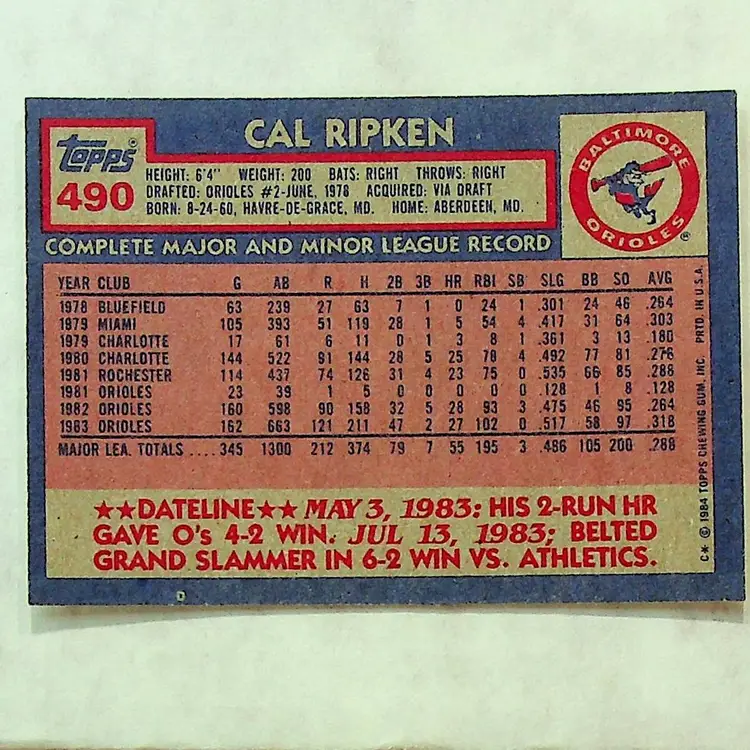 CAL RIPKEN
TOPPS®
490
HEIGHT: 6'4" WEIGHT: 200 BATS: RIGHT THROWS: RIGHT
DRAFTED: ORIOLES #2-JUNE, 1978 ACQUIRED: VIA DRAFT
BORN: 8-24-60, HAVRE-DE-GRACE, MD. HOME: ABERDEEN, MD.
BALTIMORE
ORIOLES®
COMPLETE MAJOR AND MINOR LEAGUE RECORD
YEAR CLUB G AB R H 2B 3B HR RBI SB SLG BB SO AVG
1978 BLUEFIELD 63 239 27 63 7 1 0 24 1 .301 24 46 .264
1979 MIAMI 105 393 51 119 28 1 5 54 4 .417 31 64 .303
1979 CHARLOTTE 17 61 6 11 0 1 3 8 1 .361 3 13 .180
1980 CHARLOTTE 144 522 91 144 28 5 25 78 4 .492 77 81 .276
1981 ROCHESTER 114 437 74 126 31 4 23 75 0 .535 66 85 .288
1981 ORIOLES 23 39 1 5 0 0 0 0 0 .128 1 8 .128
1982 ORIOLES 160 598 90 158 32 5 28 93 3 .475 46 95 .264
1983 ORIOLES 162 663 121 211 47 2 27 102 0 .517 58 97 .318
MAJOR LEA. TOTALS .... 345 1300 212 374 79 7 55 195 3 .486 105 200 .288
★★DATELINE★★ MAY 3, 1983: HIS 2-RUN HR
GAVE O's 4-2 WIN. JUL 13, 1983; BELTED
GRAND SLAMMER IN 6-2 WIN VS. ATHLETICS.
C* © 1984 TOPPS CHEWING GUM, INC. PRTD. IN U.S.A.
D